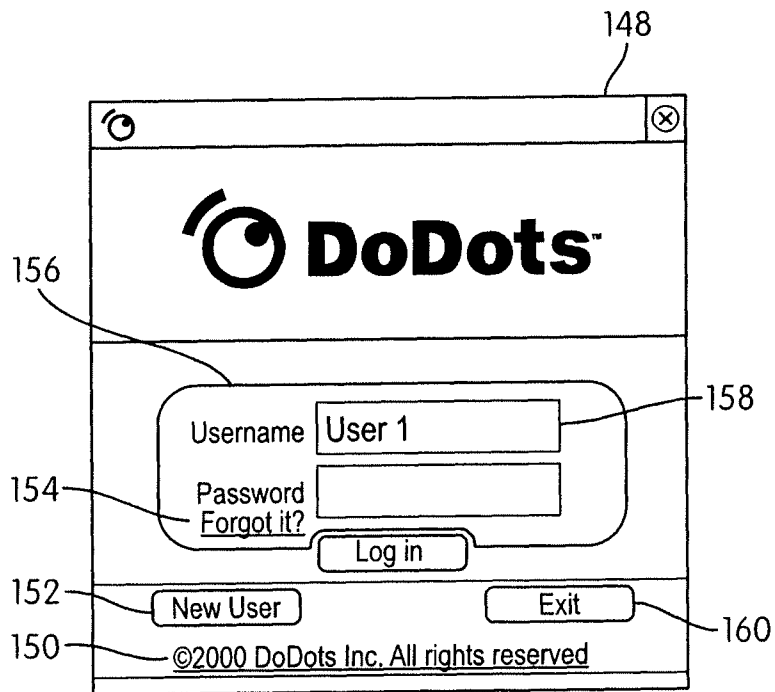 148
DoDots™
156
Username User 1 158
Password
154 Forgot it?
Log in
152 New User Exit 160
150 ©2000 DoDots Inc. All rights reserved